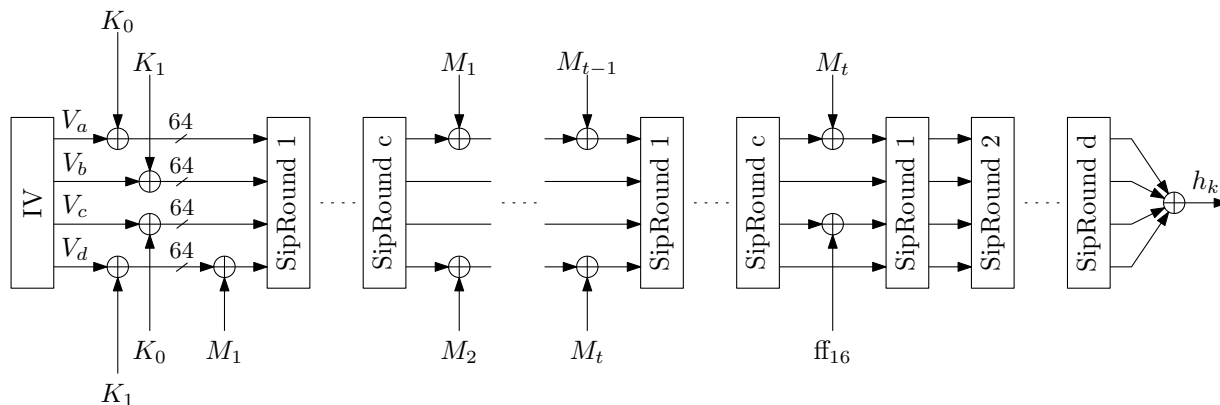 K0
K1
M1
Mt−1
Mt
Va
64
Vb
64
Vc
64
Vd
64
IV
SipRound 1
SipRound c
SipRound 1
SipRound c
SipRound 1
SipRound 2
SipRound d
hk
K0
M1
M2
Mt
ff16
K1